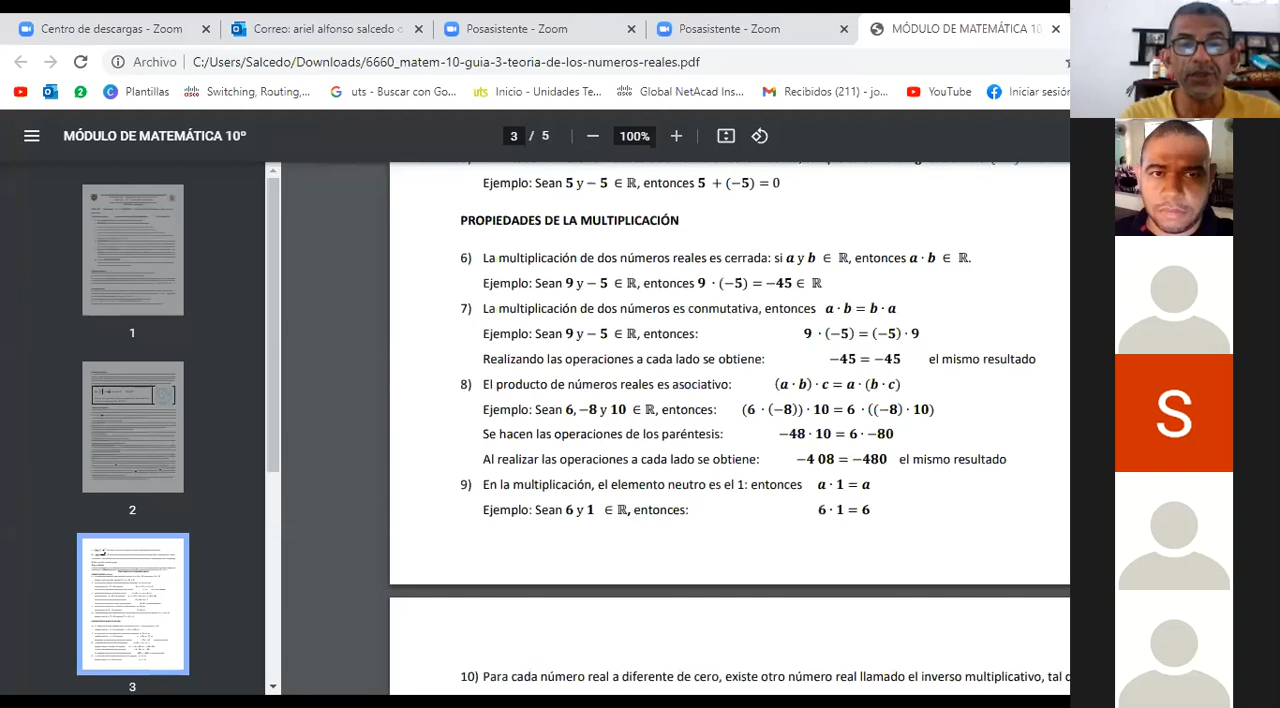 Centro de descargas - Zoom
Correo: ariel alfonso salcedo c
Posasistente - Zoom
Posasistente - Zoom
MÓDULO DE MATEMÁTICA 10
Archivo C:/Users/Salcedo/Downloads/6660_matem-10-guia-3-teoria-de-los-numeros-reales.pdf
Plantillas
Switching, Routing,...
uts - Buscar con Go...
Inicio - Unidades Te...
Global NetAcad Ins...
Recibidos (211) - jo...
YouTube
Iniciar sesión
MÓDULO DE MATEMÁTICA 10º
3 / 5
100%
Ejemplo: Sean 5 y − 5 ∈ ℝ, entonces 5 + (−5) = 0
PROPIEDADES DE LA MULTIPLICACIÓN
6) La multiplicación de dos números reales es cerrada: si a y b ∈ ℝ, entonces a · b ∈ ℝ.
Ejemplo: Sean 9 y − 5 ∈ ℝ, entonces 9 · (−5) = −45 ∈ ℝ
7) La multiplicación de dos números es conmutativa, entonces a · b = b · a
Ejemplo: Sean 9 y − 5 ∈ ℝ, entonces: 9 · (−5) = (−5) · 9
Realizando las operaciones a cada lado se obtiene: −45 = −45 el mismo resultado
8) El producto de números reales es asociativo: (a · b) · c = a · (b · c)
Ejemplo: Sean 6, −8 y 10 ∈ ℝ, entonces: (6 · (−8)) · 10 = 6 · ((−8) · 10)
Se hacen las operaciones de los paréntesis: −48 · 10 = 6 · −80
Al realizar las operaciones a cada lado se obtiene: −4 08 = −480 el mismo resultado
9) En la multiplicación, el elemento neutro es el 1: entonces a · 1 = a
Ejemplo: Sean 6 y 1 ∈ ℝ, entonces: 6 · 1 = 6
10) Para cada número real a diferente de cero, existe otro número real llamado el inverso multiplicativo, tal
1
2
3
S